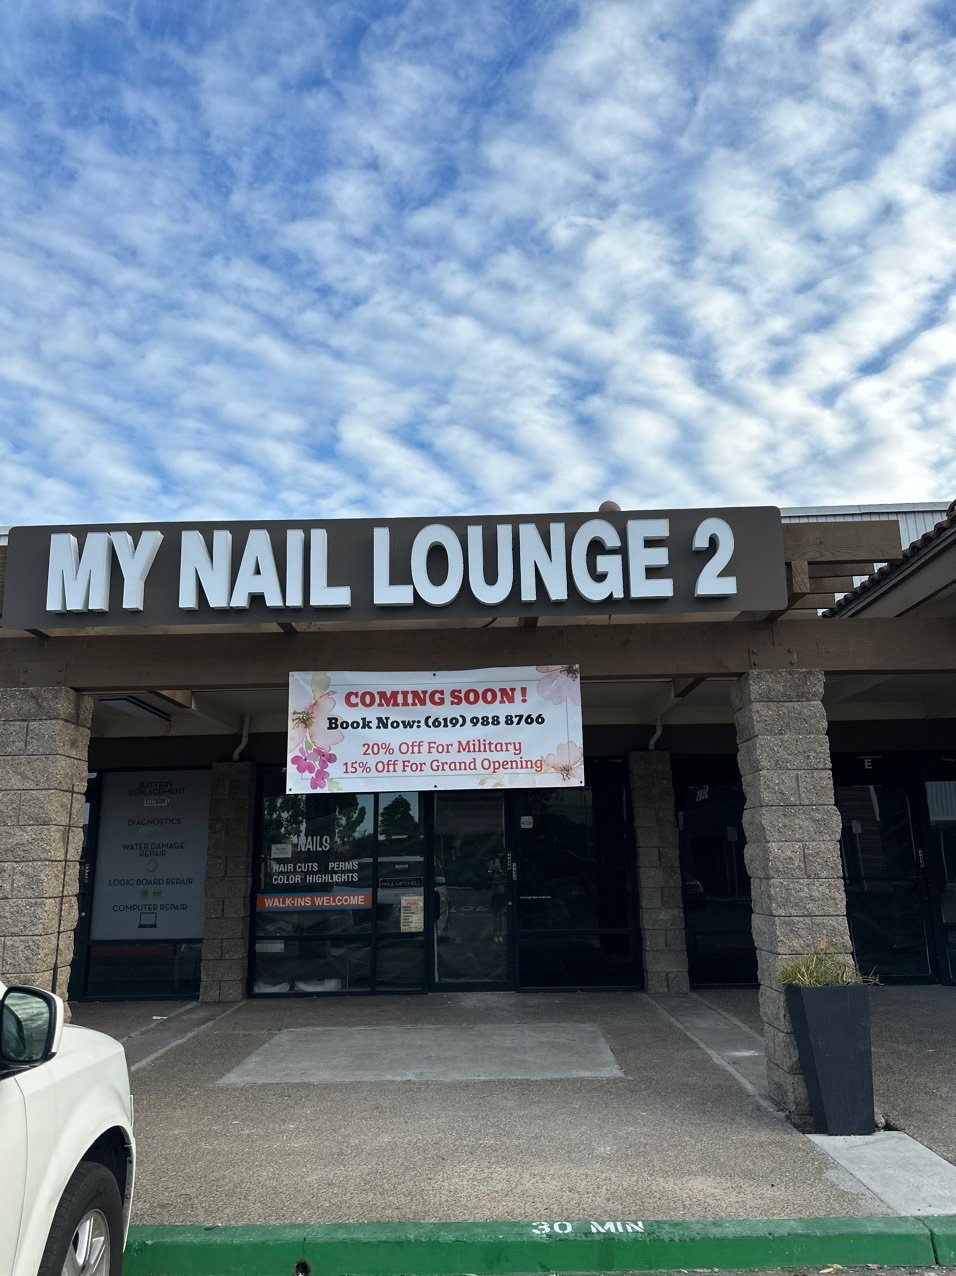 MY NAIL LOUNGE 2
COMING SOON!
Book Now: (619) 988 8766
20% Off For Military
15% Off For Grand Opening
BATTERY
REPLACEMENT
DIAGNOSTICS
WATER DAMAGE
REPAIR
LOGIC BOARD REPAIR
COMPUTER REPAIR
NAILS
HAIR CUTS PERMS
COLOR HIGHLIGHTS
WALK-INS WELCOME
PAUL MITCHELL
E
30 MIN